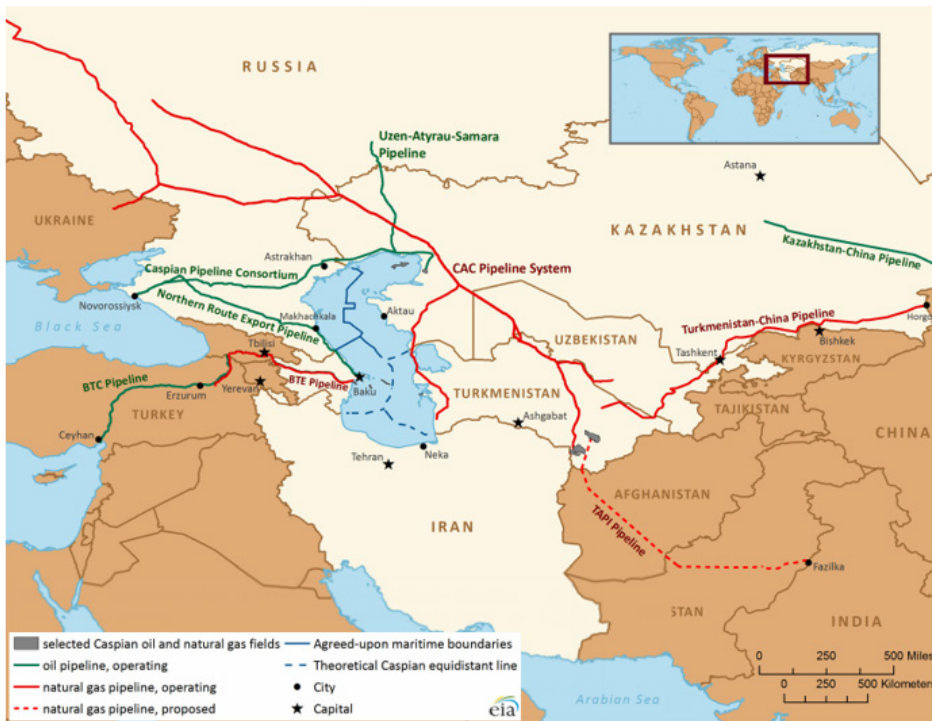 RUSSIA
Uzen-Atyrau-Samara
Pipeline
Astana
UKRAINE
KAZAKHSTAN
Kazakhstan-China Pipeline
Astrakhan
Caspian Pipeline Consortium
CAC Pipeline System
Novorossiysk
Northern Route Export Pipeline
Makhachkala
Aktau
Black Sea
UZBEKISTAN
Turkmenistan-China Pipeline
Horgo
Bishkek
Tbilisi
Tashkent
KYRGYZSTAN
BTC Pipeline
BTE Pipeline
Yerevan
Baku
Erzurum
TURKEY
TURKMENISTAN
TAJIKISTAN
Ashgabat
CHINA
Ceyhan
Neka
Tehran
AFGHANISTAN
IRAN
TAPI Pipeline
Fazilka
STAN
INDIA
selected Caspian oil and natural gas fields
oil pipeline, operating
natural gas pipeline, operating
natural gas pipeline, proposed
Agreed-upon maritime boundaries
Theoretical Caspian equidistant line
City
Capital
eia
Arabian Sea
0 250 500 Miles
0 250 500 Kilometers